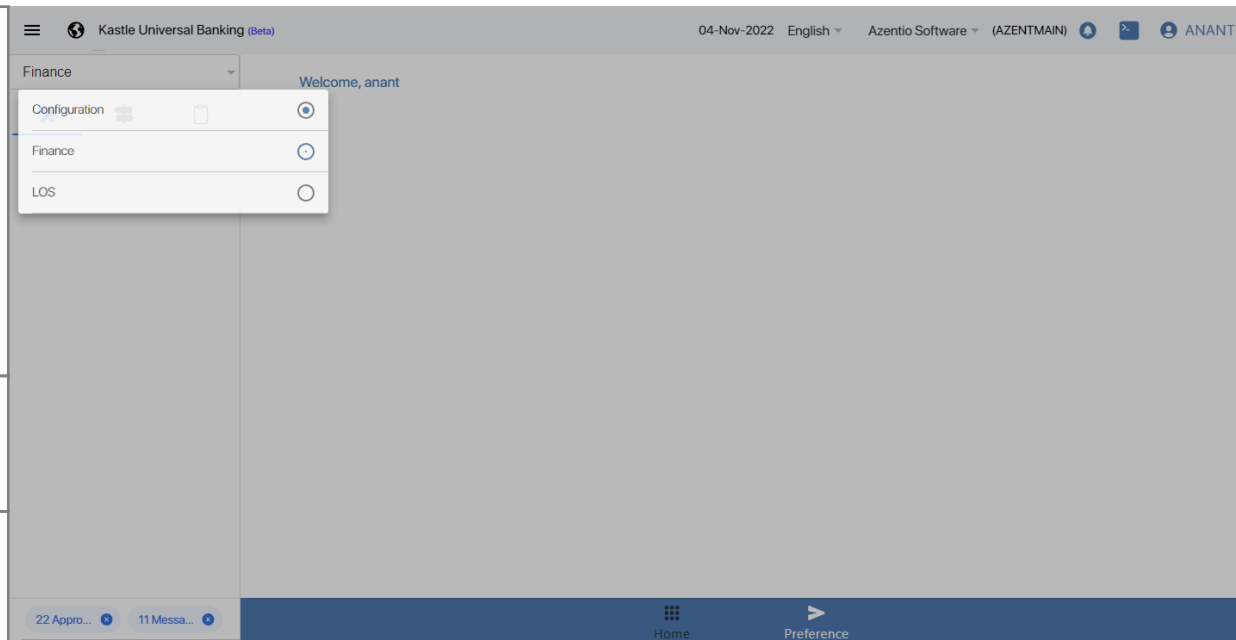 Kastle Universal Banking (Beta)
04-Nov-2022 English Azentio Software (AZENTMAIN) ANANT
Finance
Welcome, anant
Configuration
Finance
LOS
22 Appro... 11 Messa...
Home Preference